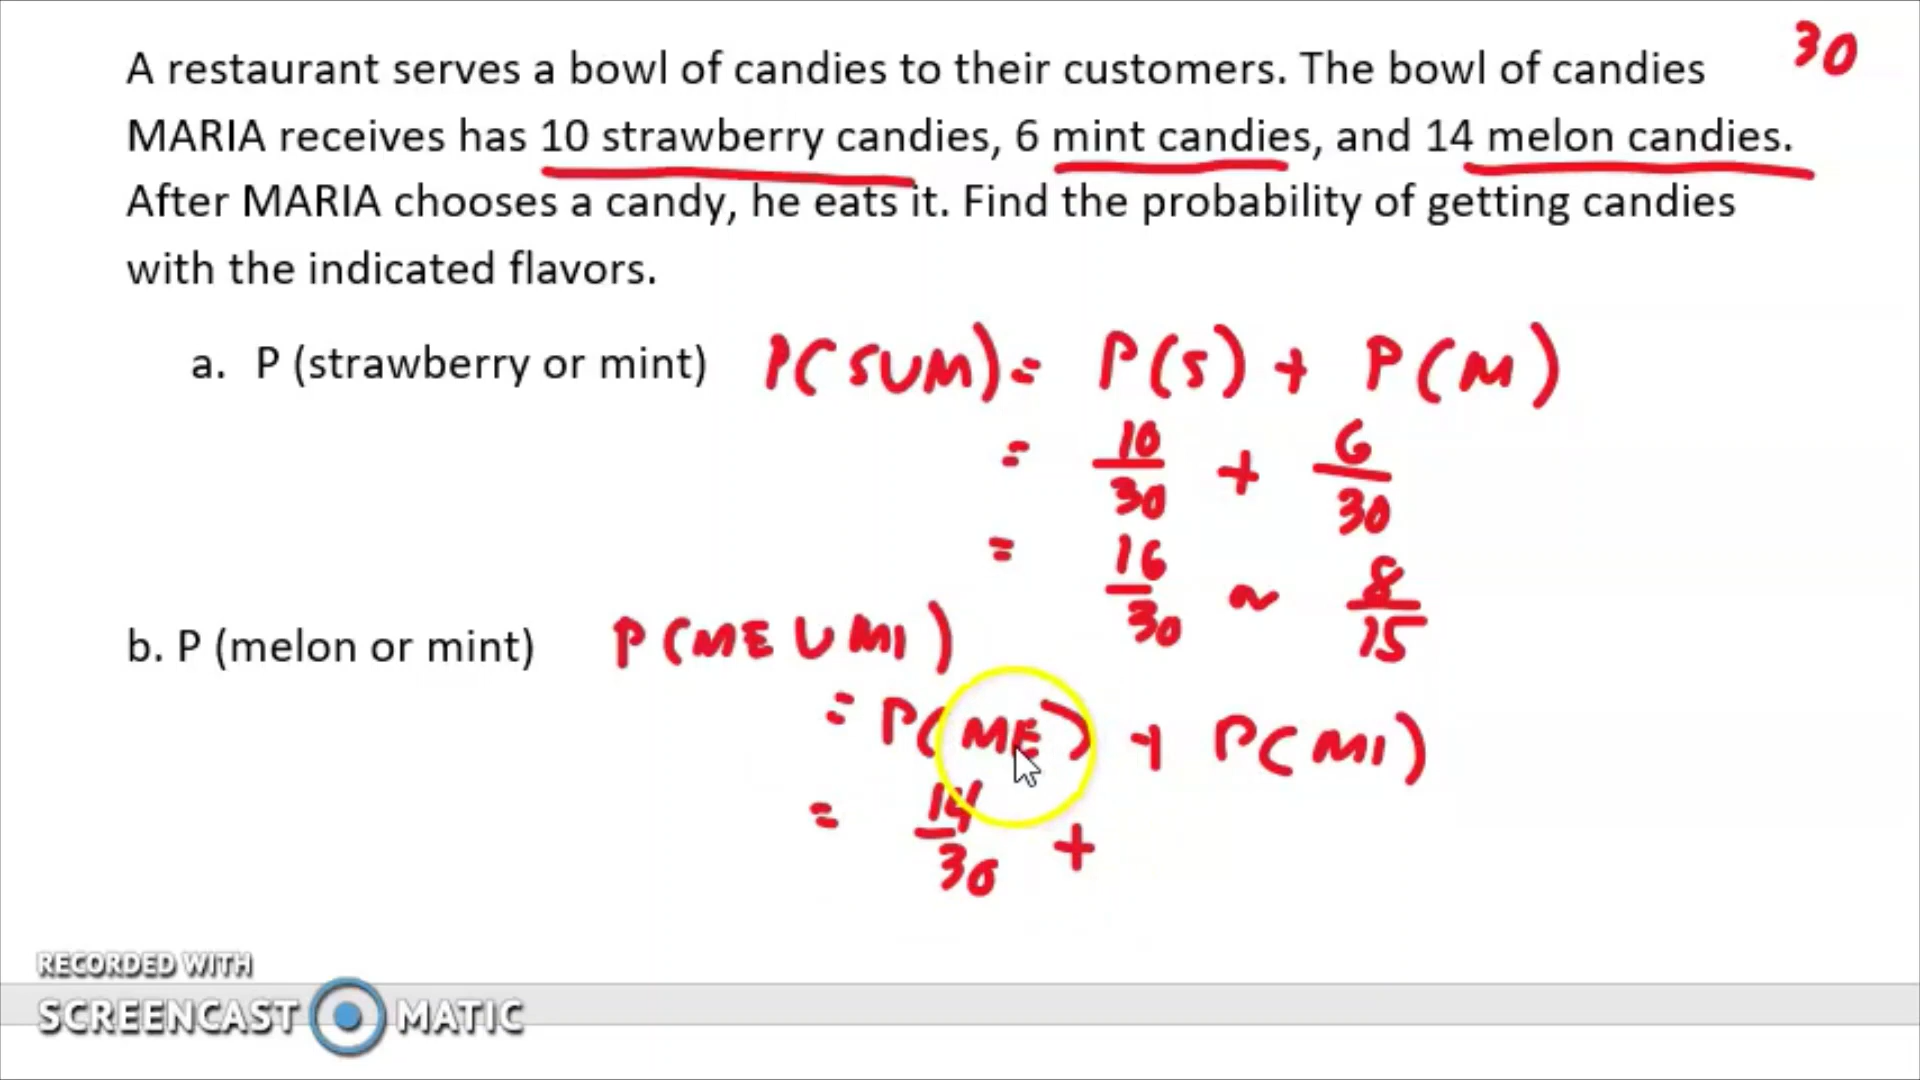 30
A restaurant serves a bowl of candies to their customers. The bowl of candies
MARIA receives has 10 strawberry candies, 6 mint candies, and 14 melon candies.
After MARIA chooses a candy, he eats it. Find the probability of getting candies
with the indicated flavors.
a. P (strawberry or mint) P(SUM) = P(S) + P(M)
= 10/30 + 6/30
= 16/30 or 8/15
b. P (melon or mint) P(ME U MI)
= P(ME) + P(MI)
= 14/30 +
RECORDED WITH
SCREENCAST MATIC